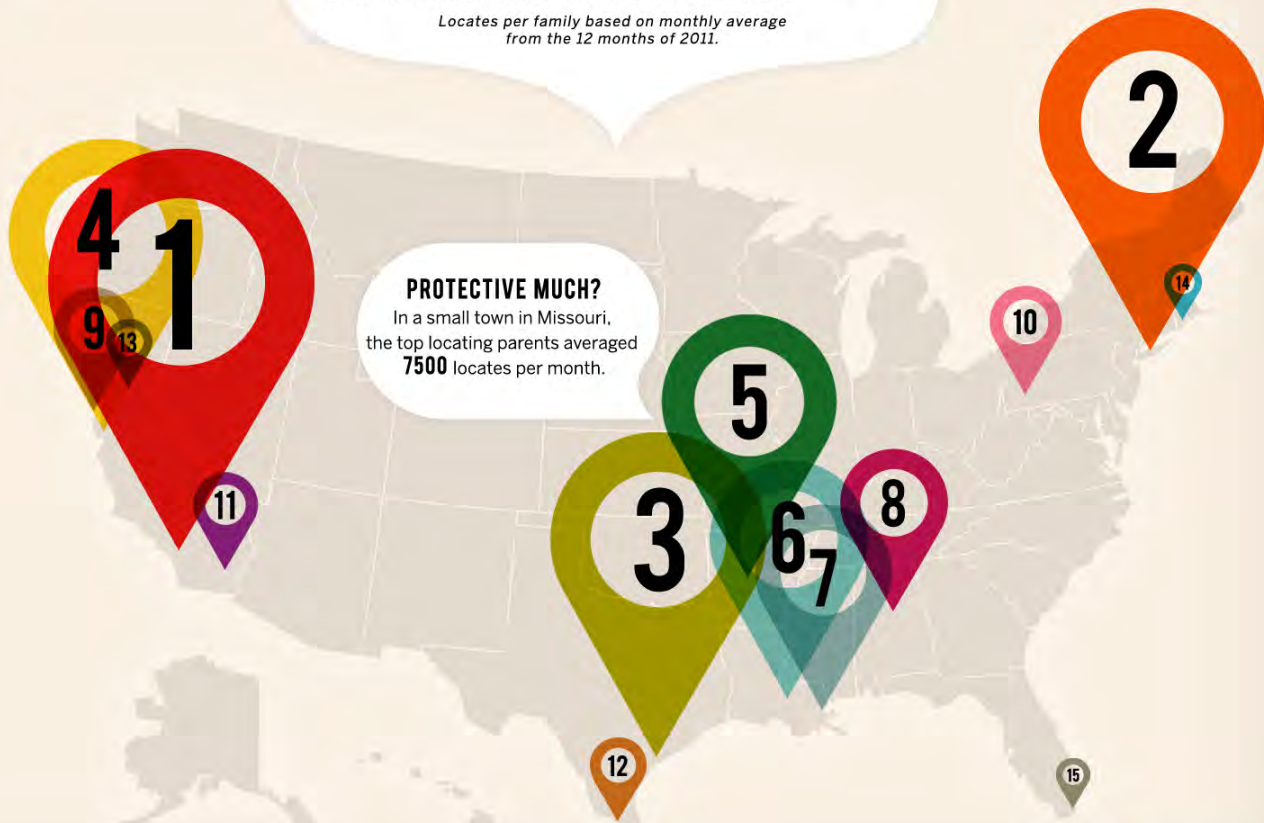 Locates per family based on monthly average
from the 12 months of 2011.
2
4
1
PROTECTIVE MUCH?
In a small town in Missouri,
the top locating parents averaged
7500 locates per month.
14
10
9
13
5
11
3
6
7
8
12
15